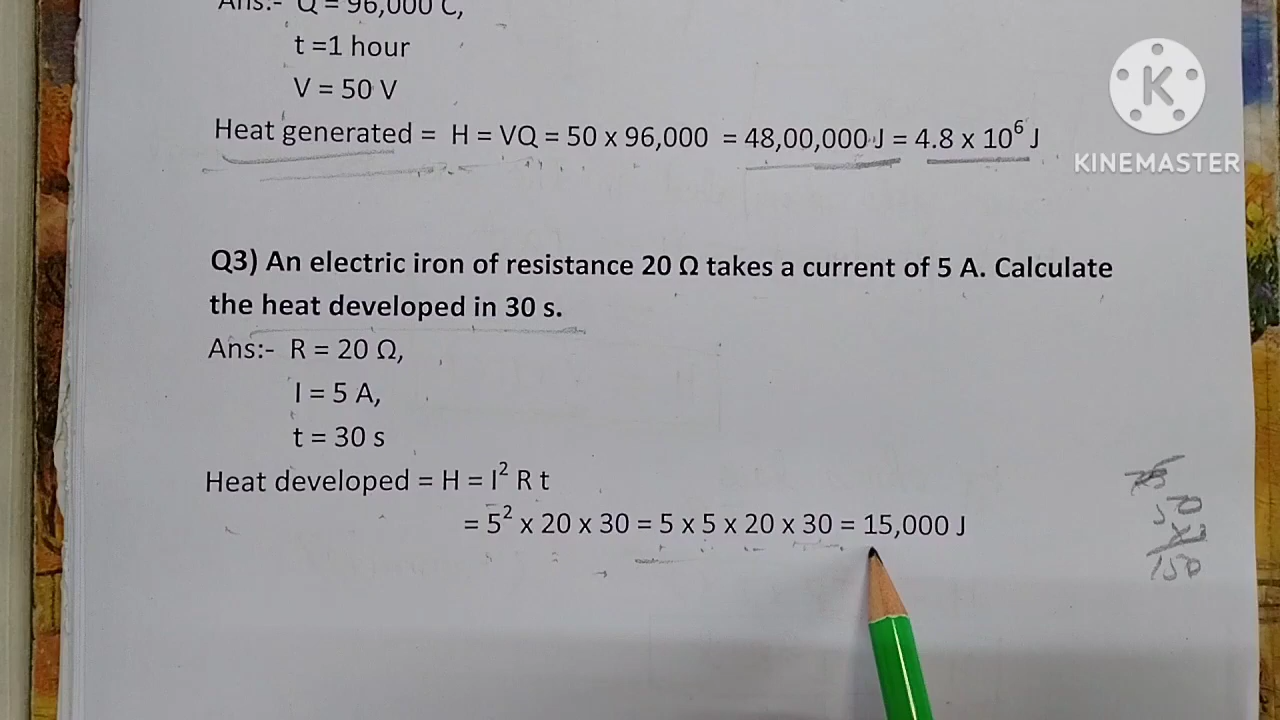 Ans:- Q = 96,000 C,
t =1 hour
V = 50 V
Heat generated = H = VQ = 50 x 96,000 = 48,00,000 J = 4.8 x 10⁶ J
K
KINEMASTER
Q3) An electric iron of resistance 20 Ω takes a current of 5 A. Calculate
the heat developed in 30 s.
Ans:- R = 20 Ω,
I = 5 A,
t = 30 s
Heat developed = H = I² R t
= 5² x 20 x 30 = 5 x 5 x 20 x 30 = 15,000 J
150